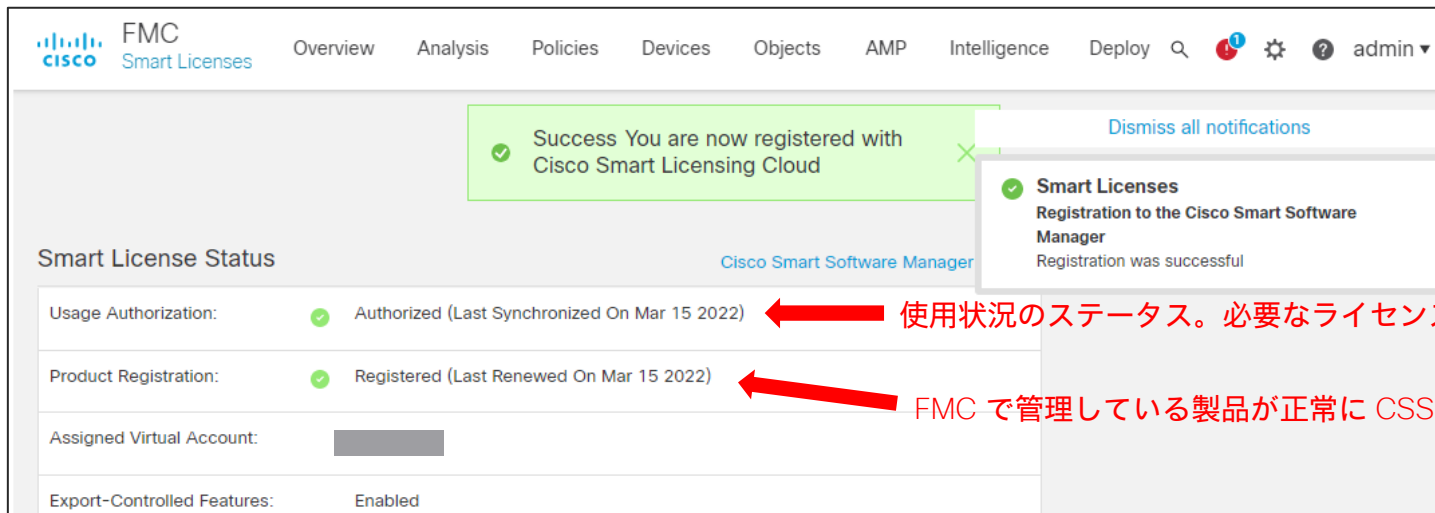 cisco
FMC
Smart Licenses
Overview Analysis Policies Devices Objects AMP Intelligence Deploy 1 ? admin
Success You are now registered with
Cisco Smart Licensing Cloud
Dismiss all notifications
Smart Licenses
Registration to the Cisco Smart Software
Manager
Registration was successful
Smart License Status
Cisco Smart Software Manager
Usage Authorization: Authorized (Last Synchronized On Mar 15 2022)
使用状況のステータス。必要なライセン
Product Registration: Registered (Last Renewed On Mar 15 2022)
FMC で管理している製品が正常に CSS
Assigned Virtual Account:
Export-Controlled Features: Enabled